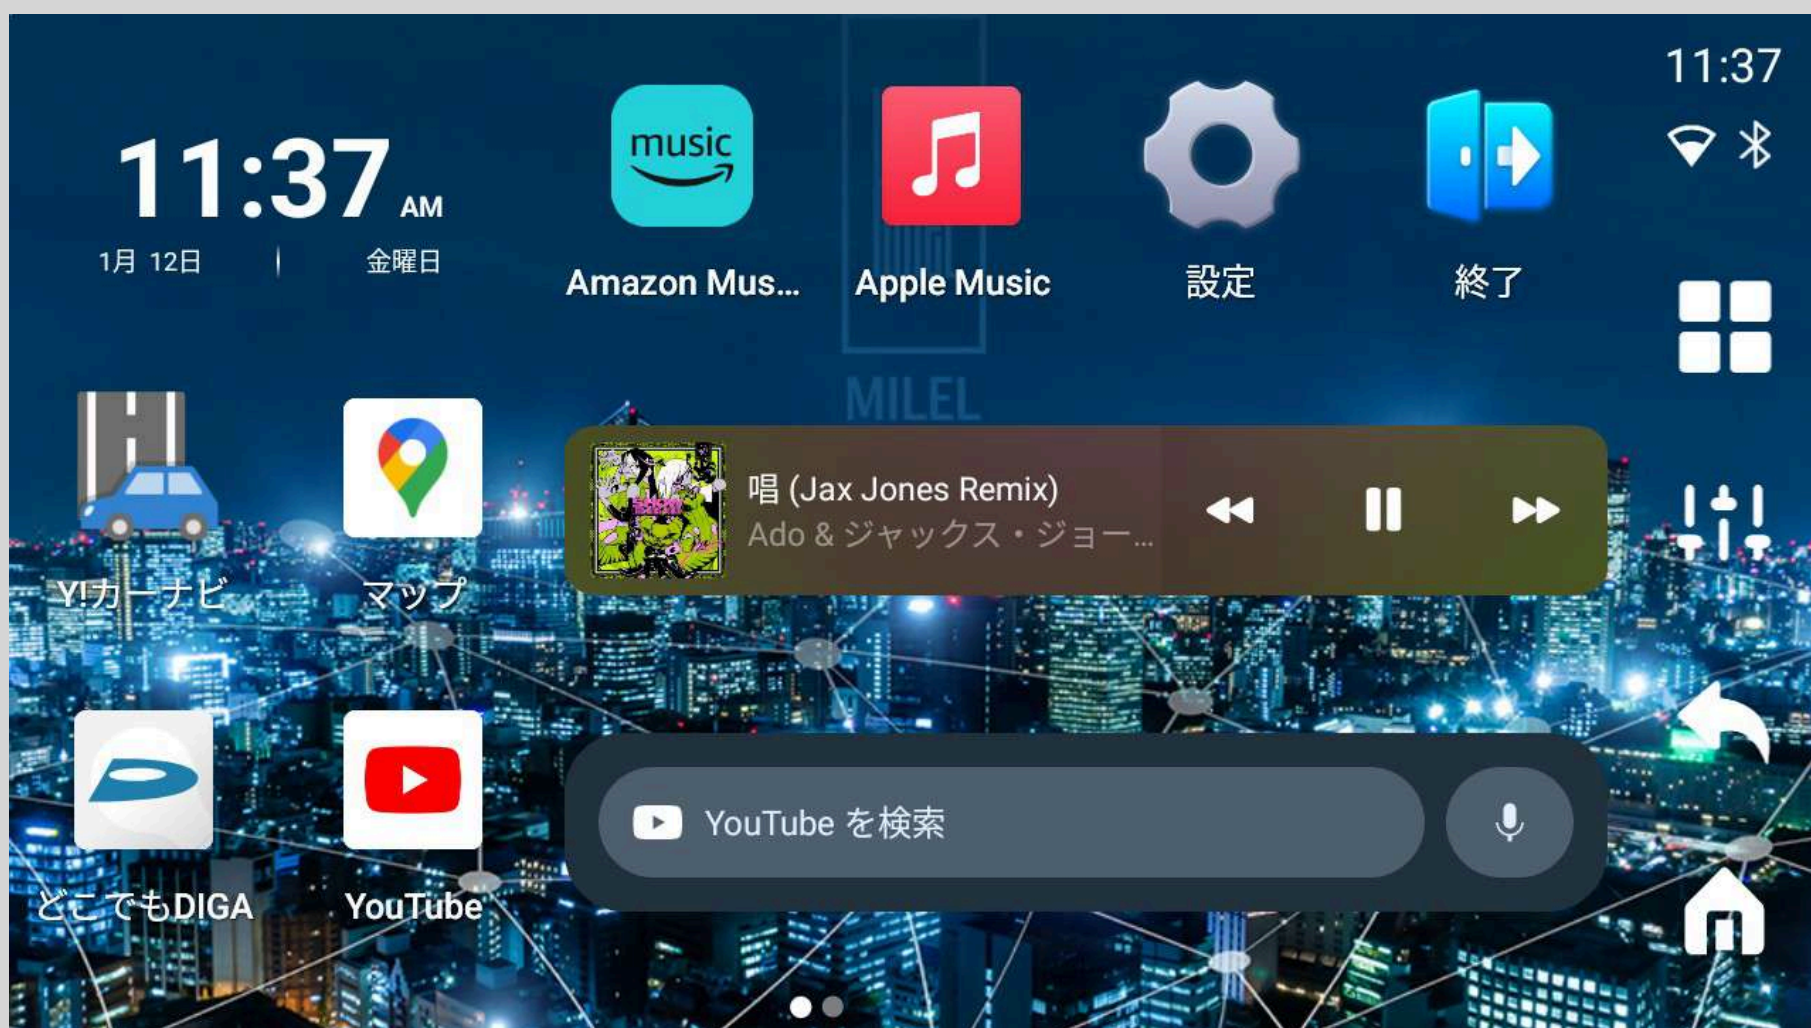 11:37 AM
1月 12日 | 金曜日
music
Amazon Mus...
Apple Music
設定
終了
11:37
MILEL
Y!カーナビ
マップ
唱 (Jax Jones Remix)
Ado & ジャックス・ジョー...
どこでもDIGA
YouTube
YouTube を検索